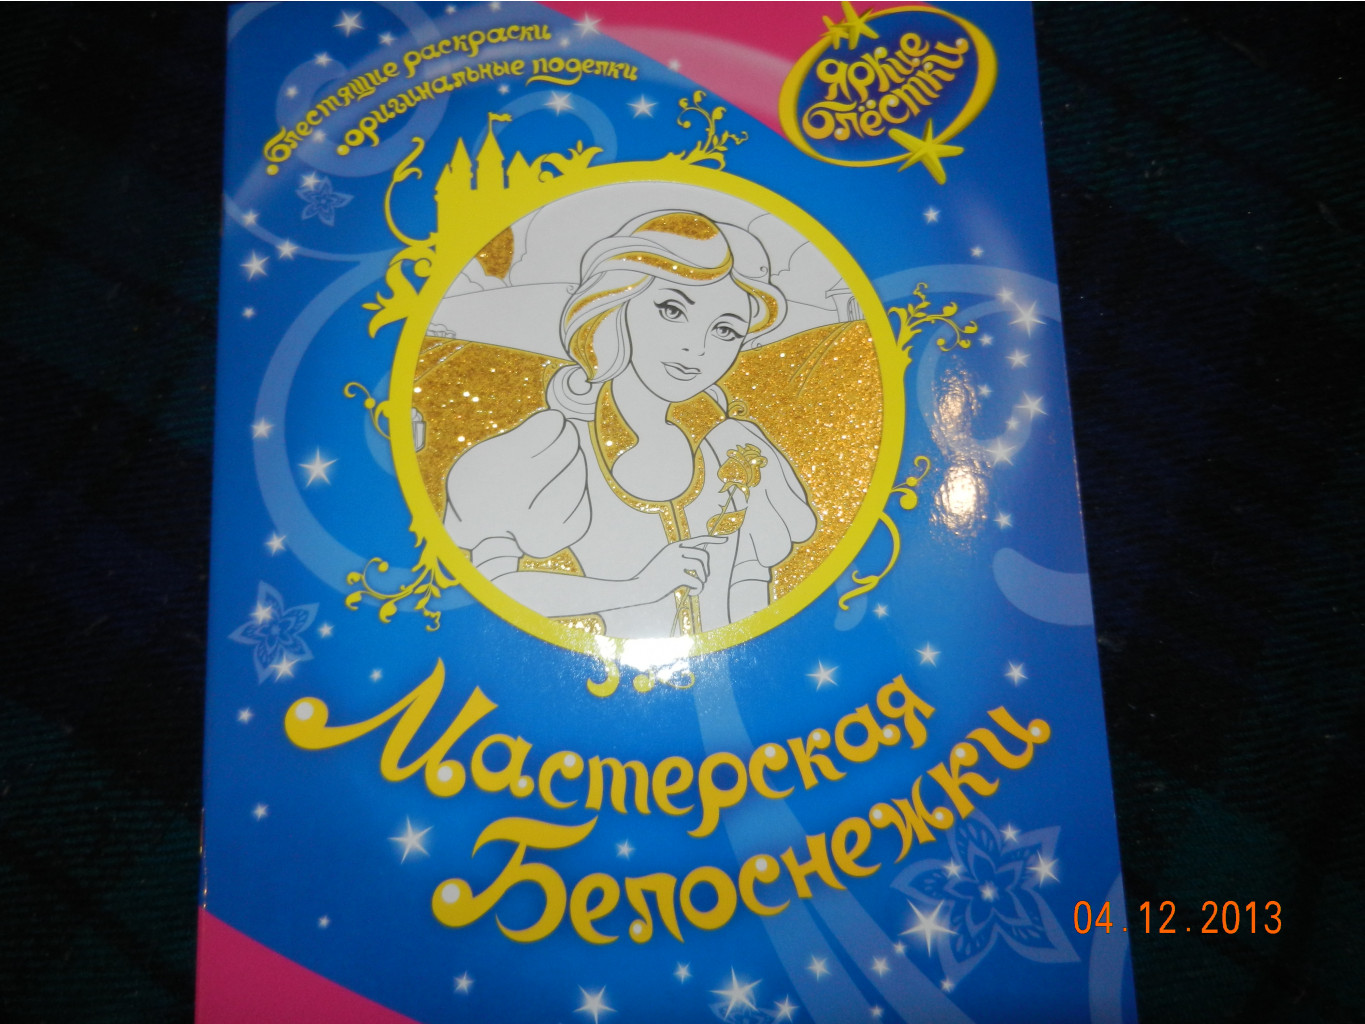 • блестящие раскраски
• оригинальные поделки
яркие
блёстки
Мастерская
Белоснежки
04.12.2013